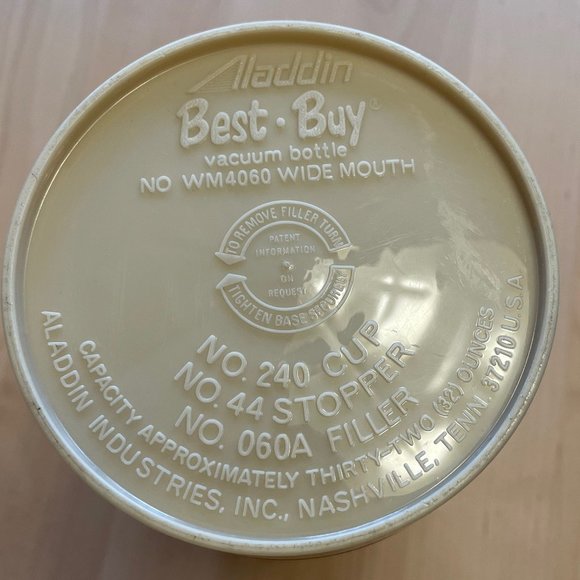 Aladdin
Best·Buy®
vacuum bottle
NO WM4060 WIDE MOUTH
TO REMOVE FILLER TURN
PATENT
INFORMATION
ON
REQUEST
TIGHTEN BASE SECURELY
NO. 240 CUP
NO. 44 STOPPER
NO. 060A FILLER
CAPACITY APPROXIMATELY THIRTY-TWO (32) OUNCES
ALADDIN INDUSTRIES, INC., NASHVILLE, TENN. 37210 U.S.A